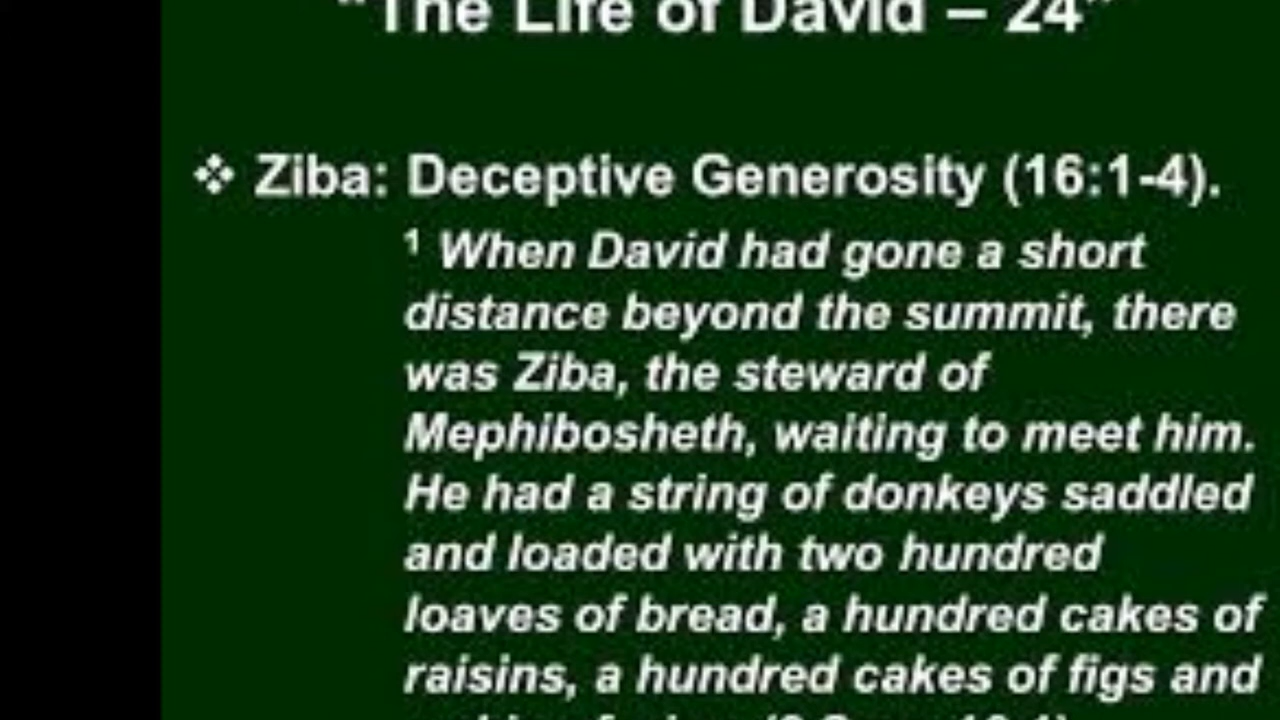 "The Life of David – 24"
❖ Ziba: Deceptive Generosity (16:1-4).
¹ When David had gone a short
distance beyond the summit, there
was Ziba, the steward of
Mephibosheth, waiting to meet him.
He had a string of donkeys saddled
and loaded with two hundred
loaves of bread, a hundred cakes of
raisins, a hundred cakes of figs and